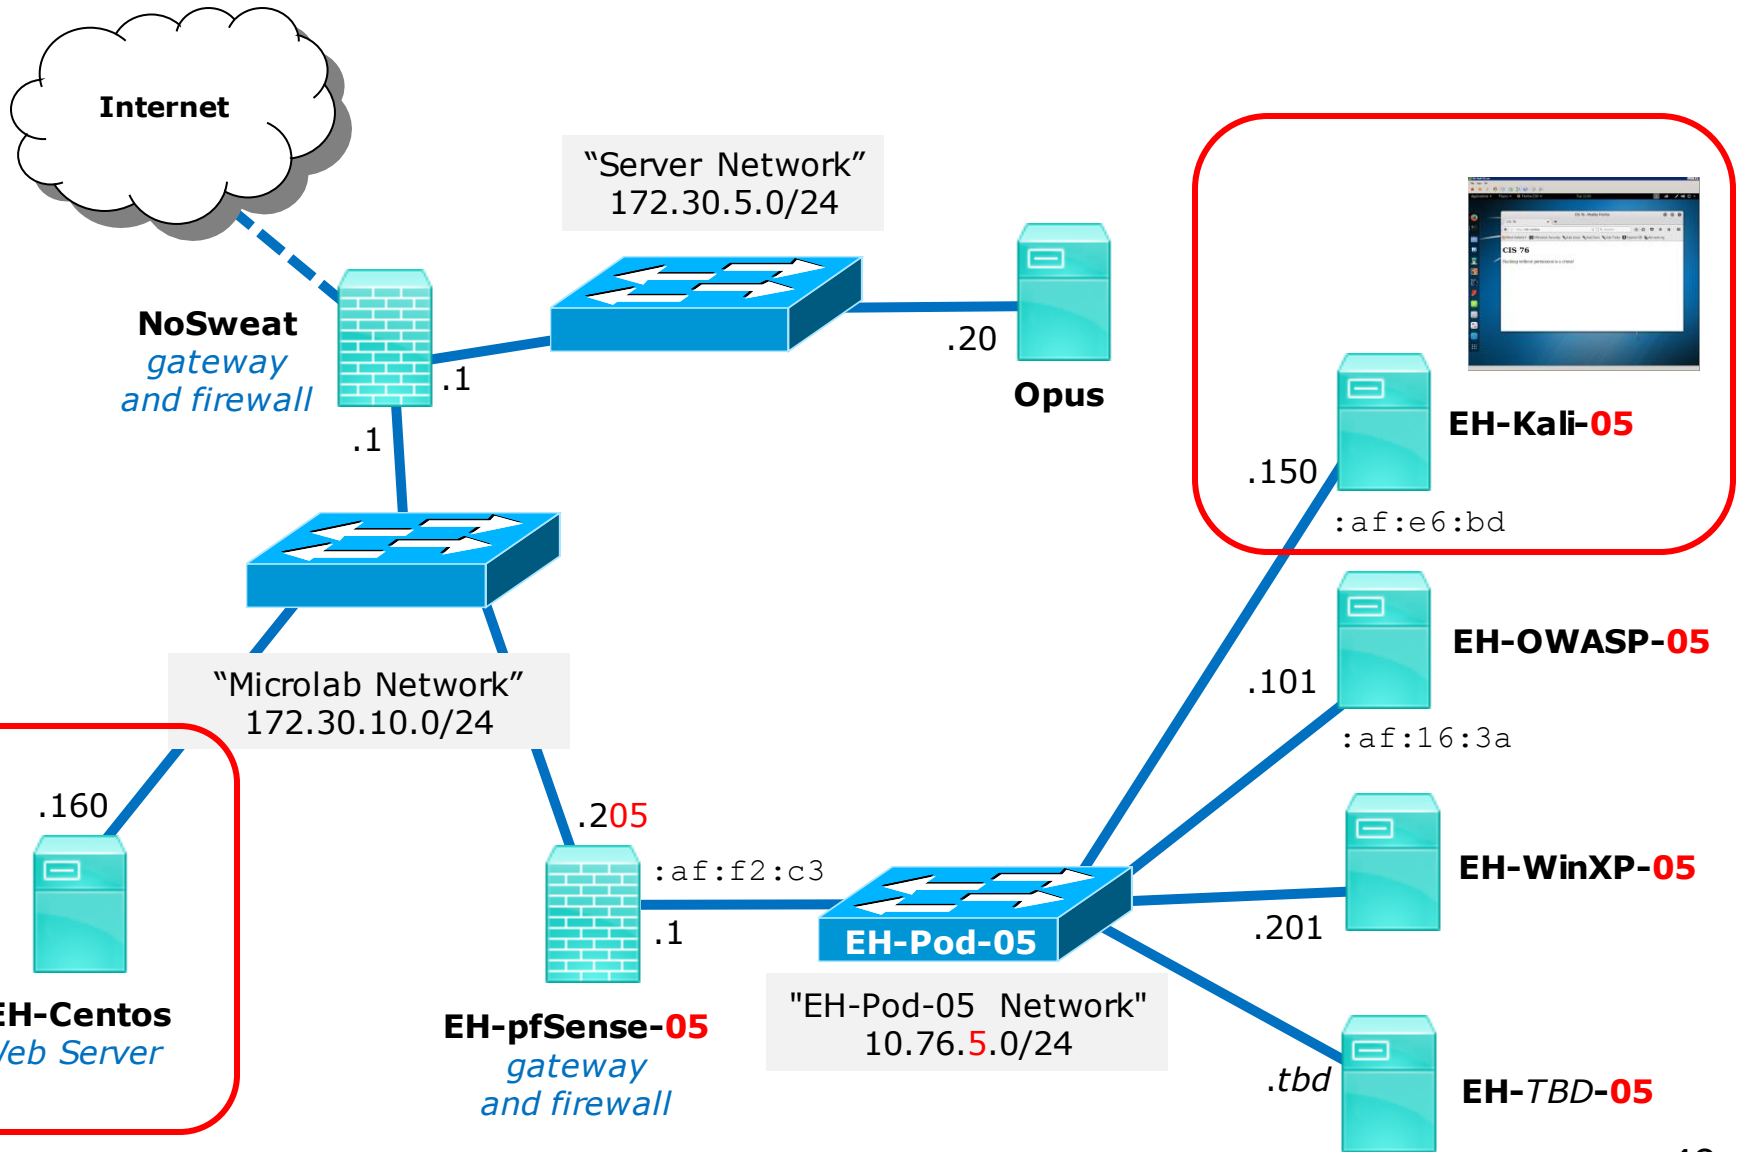 Internet
“Server Network”
172.30.5.0/24
NoSweat
gateway
and firewall
.1
.20
Opus
.1
CIS 76
EH-Kali-05
.150
:af:e6:bd
EH-OWASP-05
.101
:af:16:3a
“Microlab Network”
172.30.10.0/24
.160
.205
:af:f2:c3
.1
EH-Pod-05
EH-WinXP-05
.201
EH-Centos
Web Server
EH-pfSense-05
gateway
and firewall
"EH-Pod-05 Network"
10.76.5.0/24
.tbd
EH-TBD-05